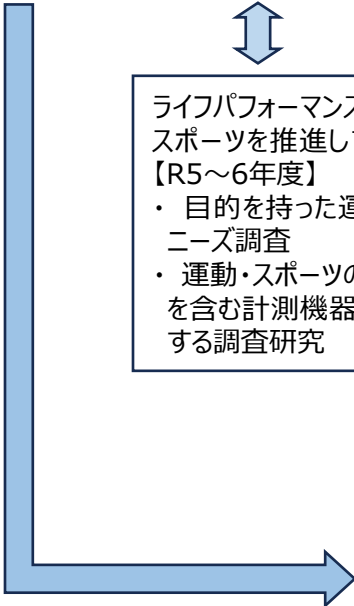 ライフパフォーマンス
スポーツを推進し
【R5～6年度】
・ 目的を持った運
ニーズ調査
・ 運動・スポーツの
を含む計測機器
する調査研究